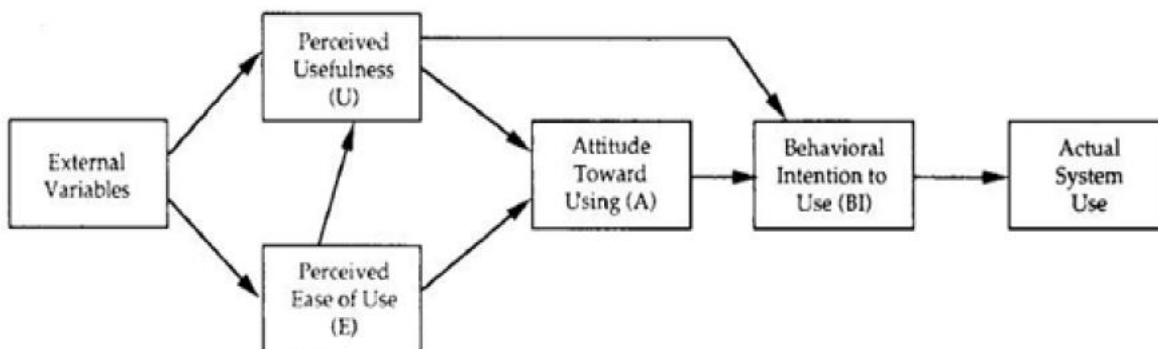 External
Variables
Perceived
Usefulness
(U)
Perceived
Ease of Use
(E)
Attitude
Toward
Using (A)
Behavioral
Intention to
Use (BI)
Actual
System
Use